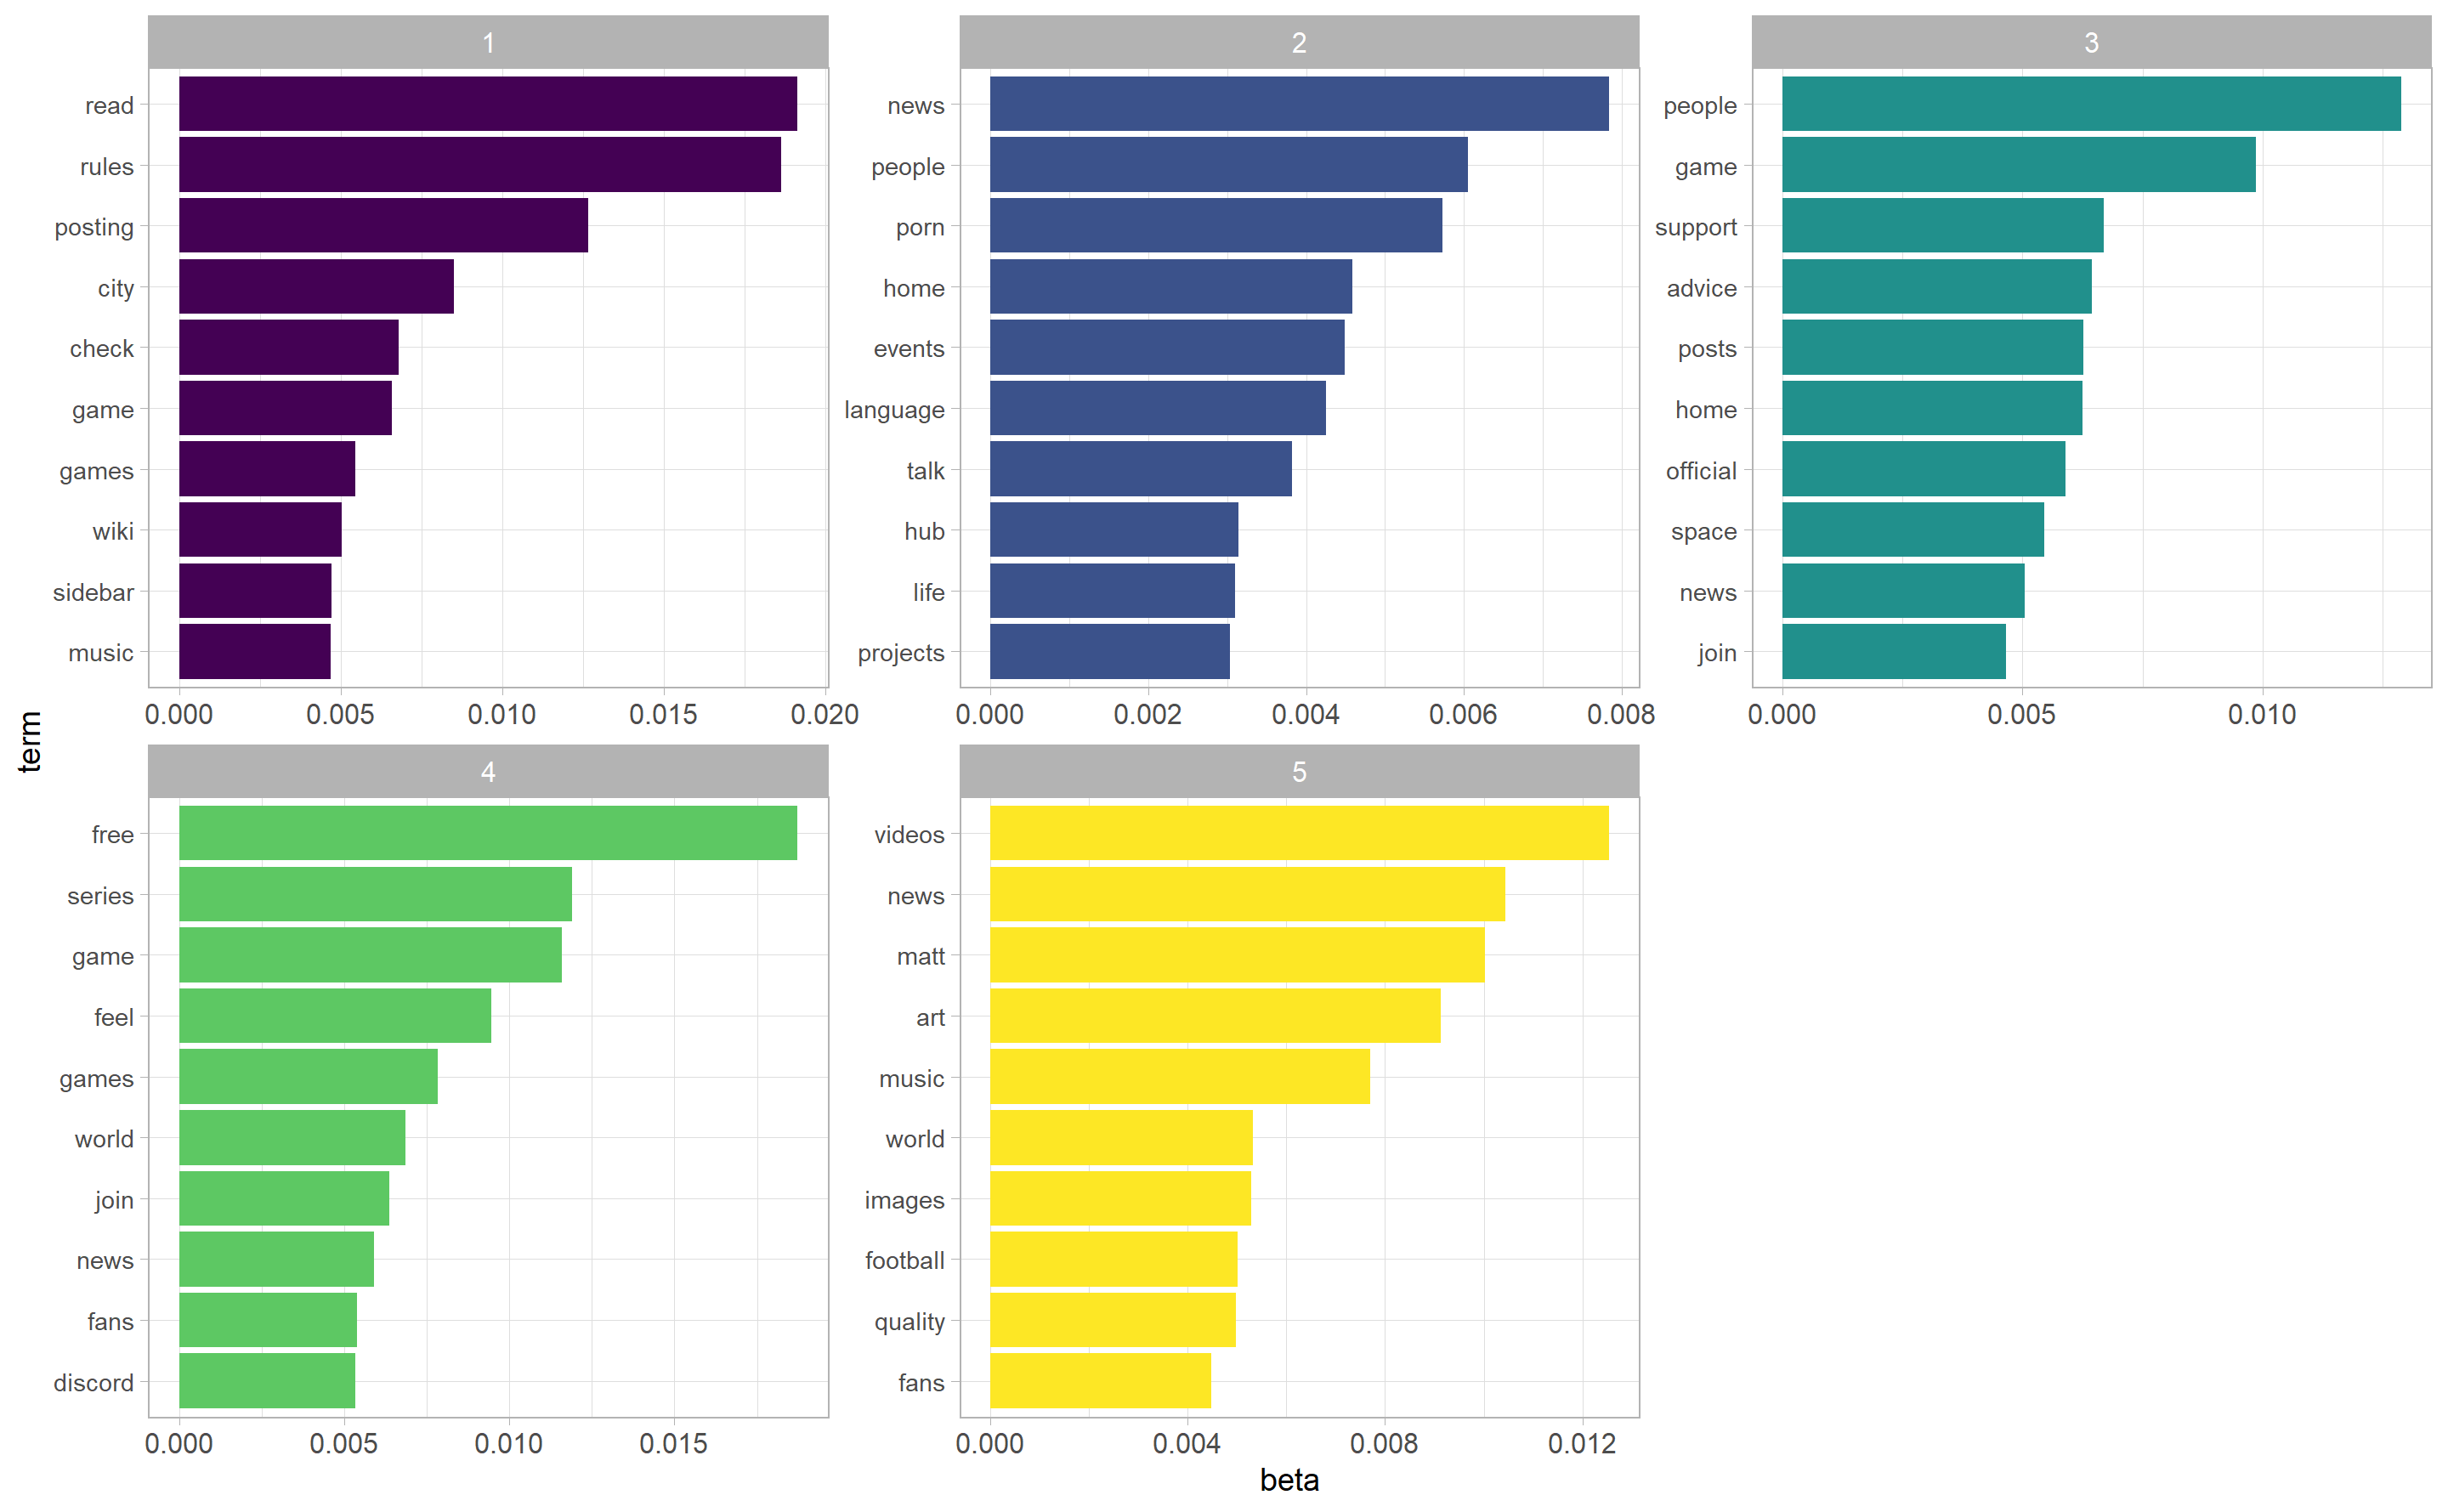 1
read
rules
posting
city
check
game
games
wiki
sidebar
music
0.000 0.005 0.010 0.015 0.020
2
news
people
porn
home
events
language
talk
hub
life
projects
0.000 0.002 0.004 0.006 0.008
3
people
game
support
advice
posts
home
official
space
news
join
0.000 0.005 0.010
term
4
free
series
game
feel
games
world
join
news
fans
discord
0.000 0.005 0.010 0.015
5
videos
news
matt
art
music
world
images
football
quality
fans
0.000 0.004 0.008 0.012
beta